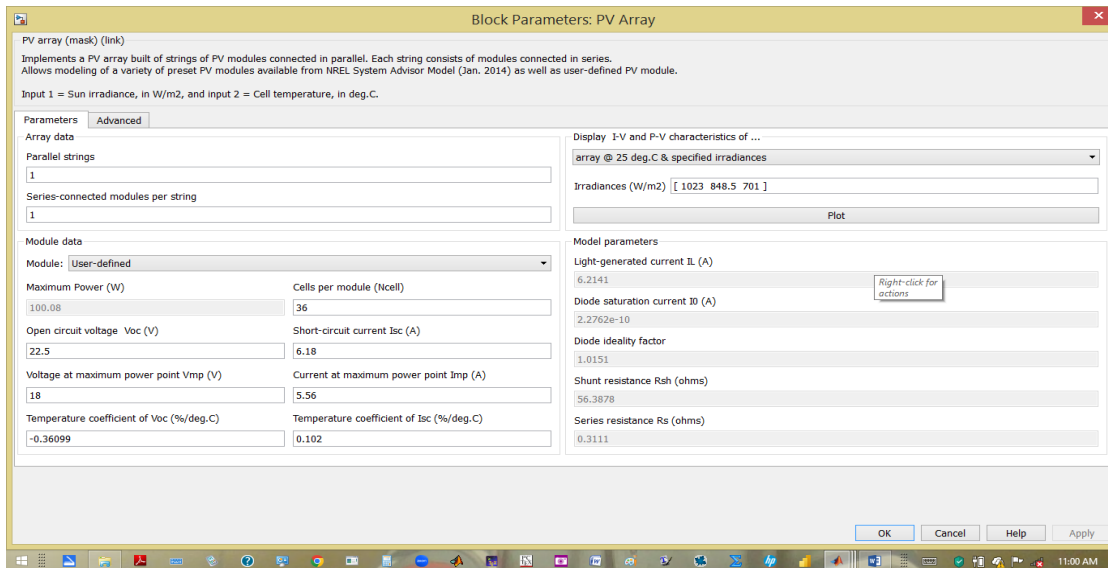 Block Parameters: PV Array
PV array (mask) (link)
Implements a PV array built of strings of PV modules connected in parallel. Each string consists of modules connected in series.
Allows modeling of a variety of preset PV modules available from NREL System Advisor Model (Jan. 2014) as well as user-defined PV module.
Input 1 = Sun irradiance, in W/m2, and input 2 = Cell temperature, in deg.C.
Parameters
Advanced
Array data
Parallel strings
1
Series-connected modules per string
1
Display I-V and P-V characteristics of ...
array @ 25 deg.C & specified irradiances
Irradiances (W/m2) [ 1023 848.5 701 ]
Plot
Module data
Module: User-defined
Maximum Power (W)
100.08
Cells per module (Ncell)
36
Open circuit voltage Voc (V)
22.5
Short-circuit current Isc (A)
6.18
Voltage at maximum power point Vmp (V)
18
Current at maximum power point Imp (A)
5.56
Temperature coefficient of Voc (%/deg.C)
-0.36099
Temperature coefficient of Isc (%/deg.C)
0.102
Model parameters
Light-generated current IL (A)
6.2141
Right-click for
actions
Diode saturation current I0 (A)
2.2762e-10
Diode ideality factor
1.0151
Shunt resistance Rsh (ohms)
56.3878
Series resistance Rs (ohms)
0.3111
OK
Cancel
Help
Apply
11:00 AM